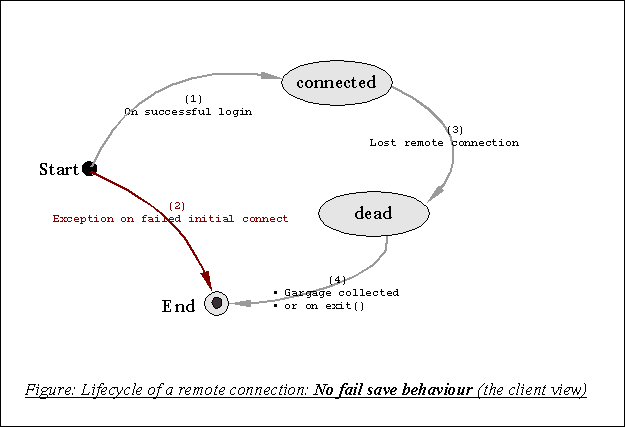 connected
(1)
On successful login
(3)
Lost remote connection
Start
(2)
Exception on failed initial connect
dead
(4)
• Gargage collected
• or on exit()
End
Figure: Lifecycle of a remote connection: No fail save behaviour (the client view)